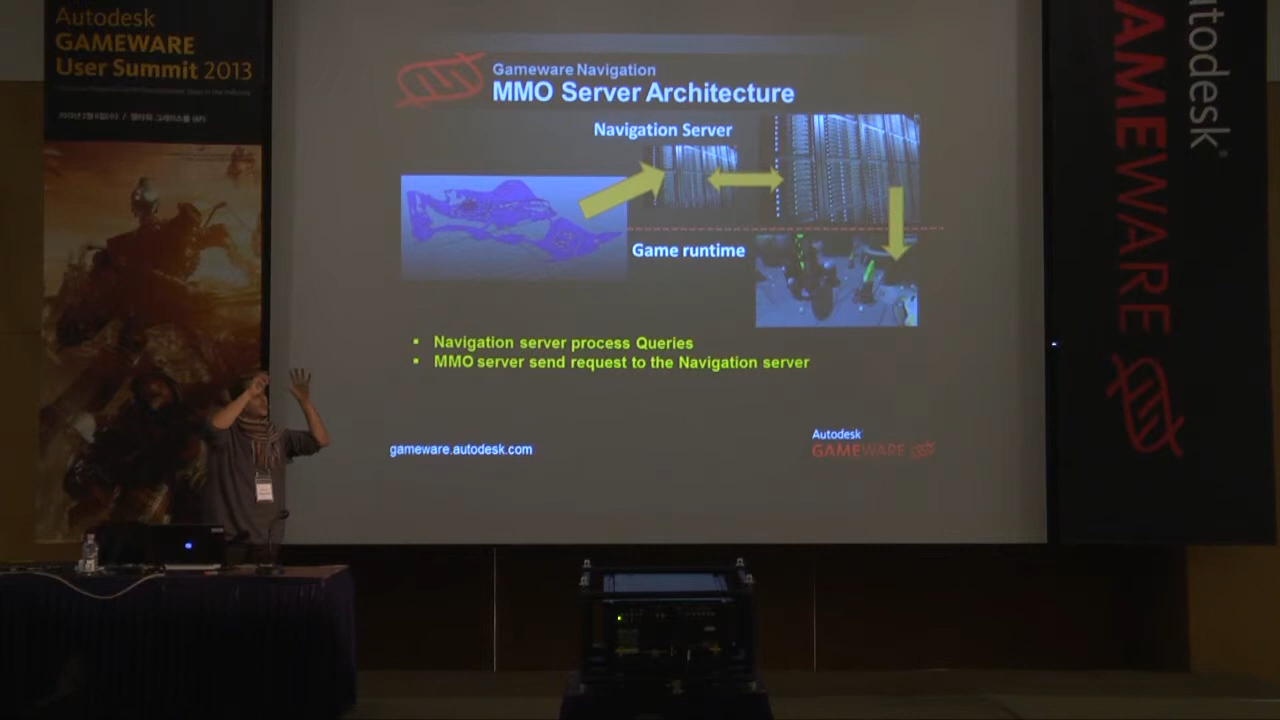 Autodesk
GAMEWARE
User Summit 2013
Gameware Navigation
MMO Server Architecture
Navigation Server
Game runtime
▪ Navigation server process Queries
▪ MMO server send request to the Navigation server
gameware.autodesk.com
Autodesk
GAMEWARE
utodesk
GAMEWARE